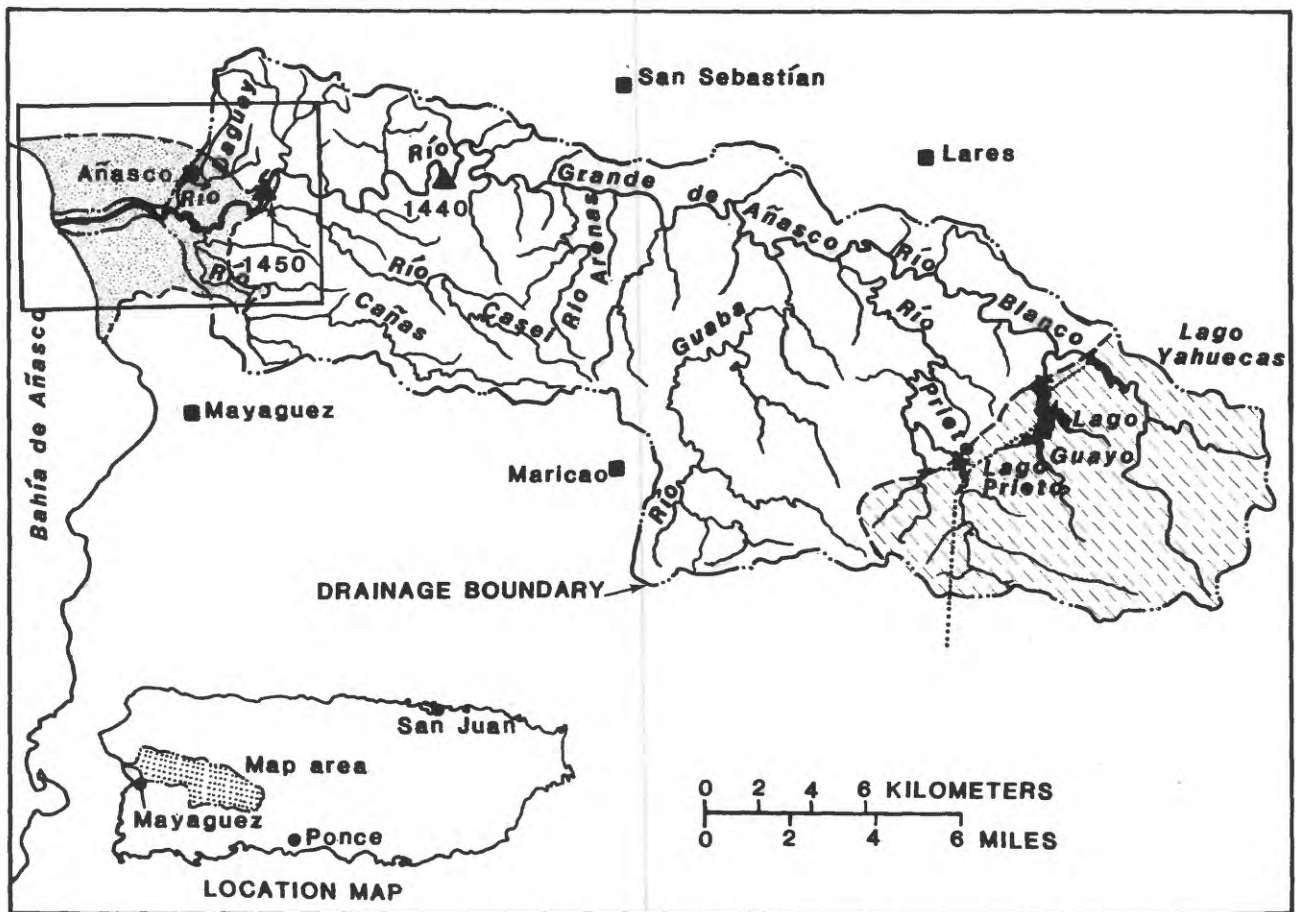 San Sebastían
Lares
Añasco
Río Daguey
1440
1450
Río Grande de Añasco
Río Blanco
Río Prieto
Río Arenas
Río Casei
Río Cañas
Río Guaba
Lago Yahuecas
Lago Guayo
Lago Prieto
Bahía de Añasco
Mayaguez
Maricao
DRAINAGE BOUNDARY
San Juan
Map area
Mayaguez
Ponce
LOCATION MAP
0 2 4 6 KILOMETERS
0 2 4 6 MILES